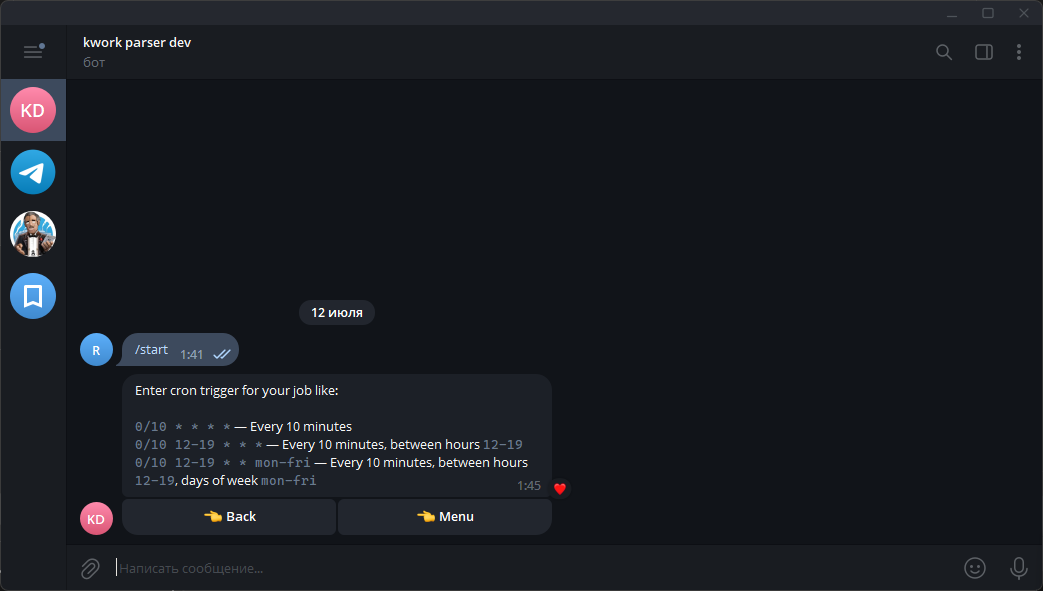 kwork parser dev
бот
KD
12 июля
R
/start 1:41
Enter cron trigger for your job like:
0/10 * * * * — Every 10 minutes
0/10 12-19 * * * — Every 10 minutes, between hours 12-19
0/10 12-19 * * mon-fri — Every 10 minutes, between hours
12-19, days of week mon-fri
1:45
KD
👈 Back
👈 Menu
Написать сообщение...